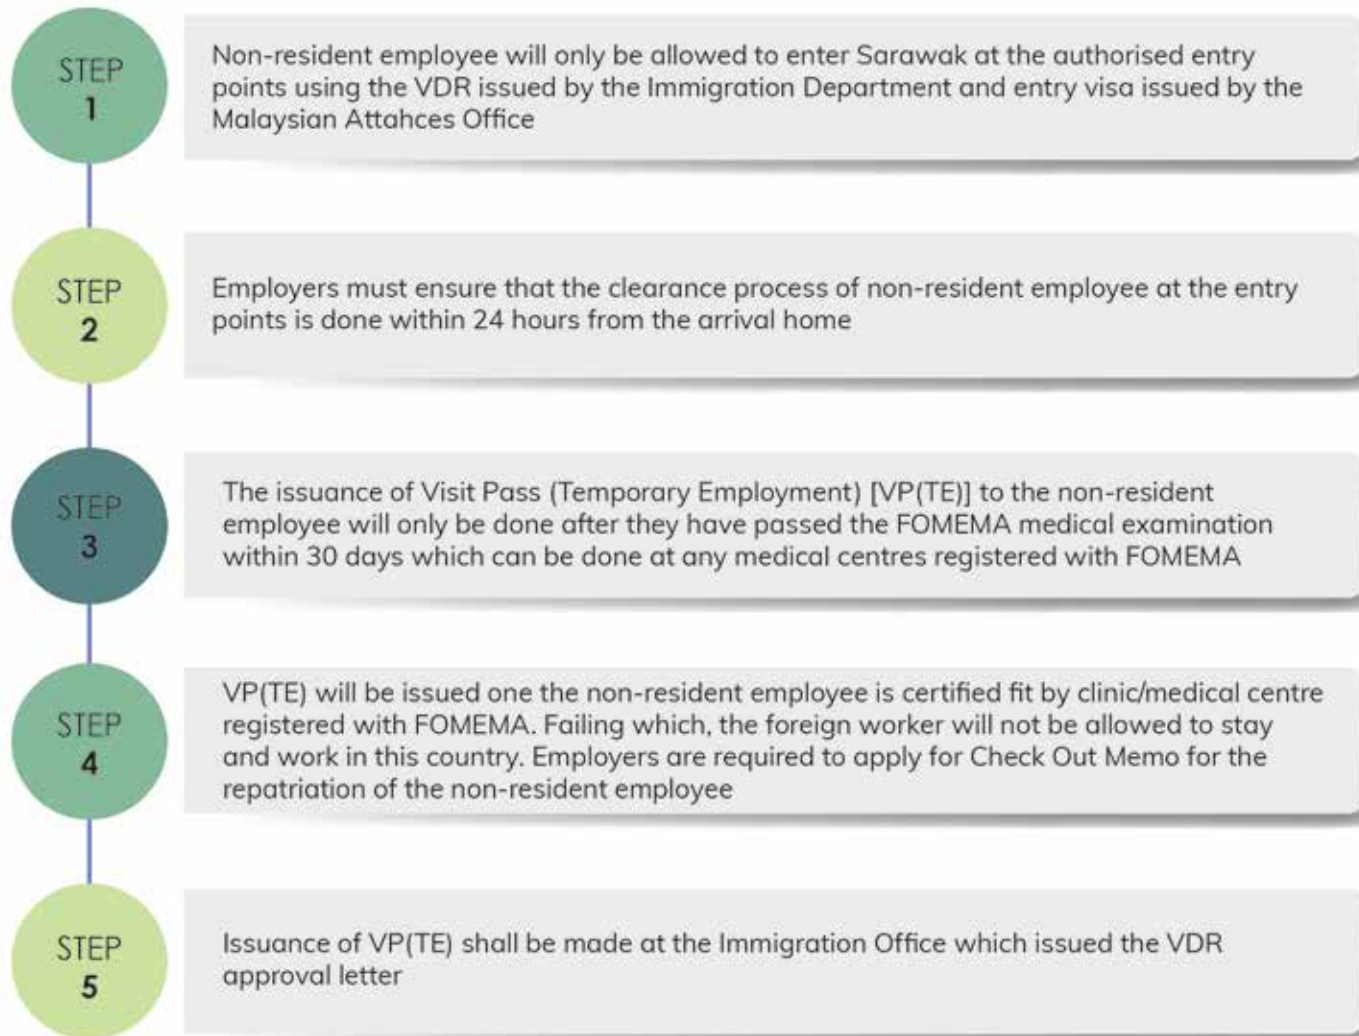 STEP
1
Non-resident employee will only be allowed to enter Sarawak at the authorised entry
points using the VDR issued by the Immigration Department and entry visa issued by the
Malaysian Attahces Office
STEP
2
Employers must ensure that the clearance process of non-resident employee at the entry
points is done within 24 hours from the arrival home
STEP
3
The issuance of Visit Pass (Temporary Employment) [VP(TE)] to the non-resident
employee will only be done after they have passed the FOMEMA medical examination
within 30 days which can be done at any medical centres registered with FOMEMA
STEP
4
VP(TE) will be issued one the non-resident employee is certified fit by clinic/medical centre
registered with FOMEMA. Failing which, the foreign worker will not be allowed to stay
and work in this country. Employers are required to apply for Check Out Memo for the
repatriation of the non-resident employee
STEP
5
Issuance of VP(TE) shall be made at the Immigration Office which issued the VDR
approval letter